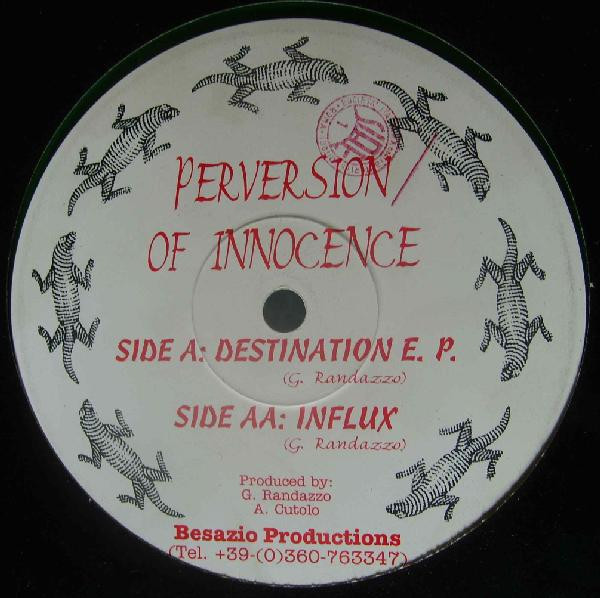 PERVERSION
OF INNOCENCE
SIDE A: DESTINATION E. P.
(G. Randazzo)
SIDE AA: INFLUX
(G. Randazzo)
Produced by:
G. Randazzo
A. Cutolo
Besazio Productions
(Tel. +39-(0)360-763347)